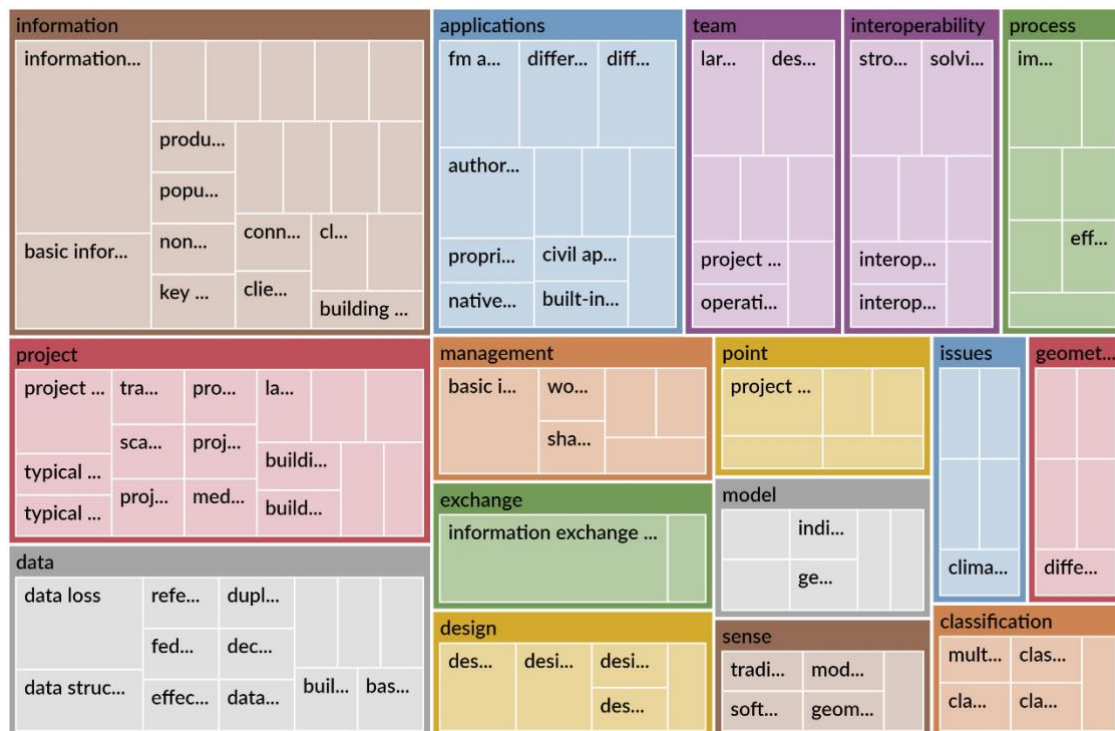 information
information...
produ...
popu...
non...
key ...
basic infor...
conn...
cl...
clie...
building ...
applications
fm a...
differ...
diff...
author...
propri...
civil ap...
native...
built-in...
team
lar...
des...
project ...
operati...
interoperability
stro...
solvi...
interop...
interop...
process
im...
eff...
project
project ...
tra...
pro...
la...
sca...
proj...
buildi...
typical ...
typical ...
proj...
med...
build...
management
basic i...
wo...
sha...
point
project ...
issues
clima...
geomet...
diffe...
exchange
information exchange ...
model
indi...
ge...
data
data loss
refe...
dupl...
fed...
dec...
data struc...
effec...
data...
buil...
bas...
design
des...
desi...
desi...
des...
sense
tradi...
mod...
soft...
geom...
classification
mult...
clas...
cla...
cla...